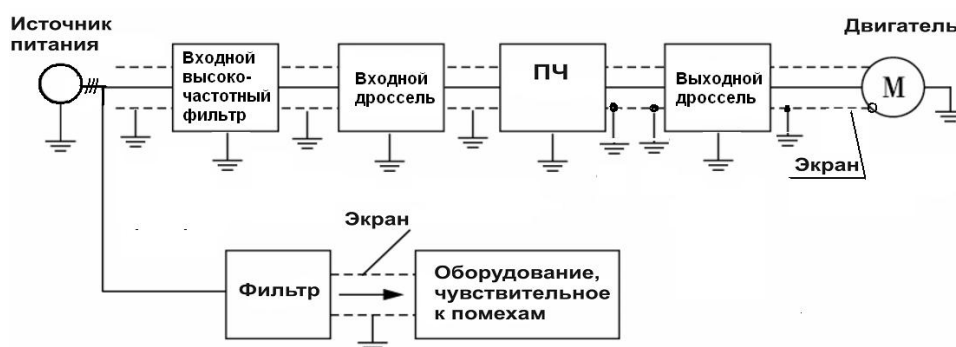 Источник
питания
Двигатель
Входной
высоко-
частотный
фильтр
Входной
дроссель
ПЧ
Выходной
дроссель
М
Экран
Экран
Фильтр
Оборудование,
чувствительное
к помехам